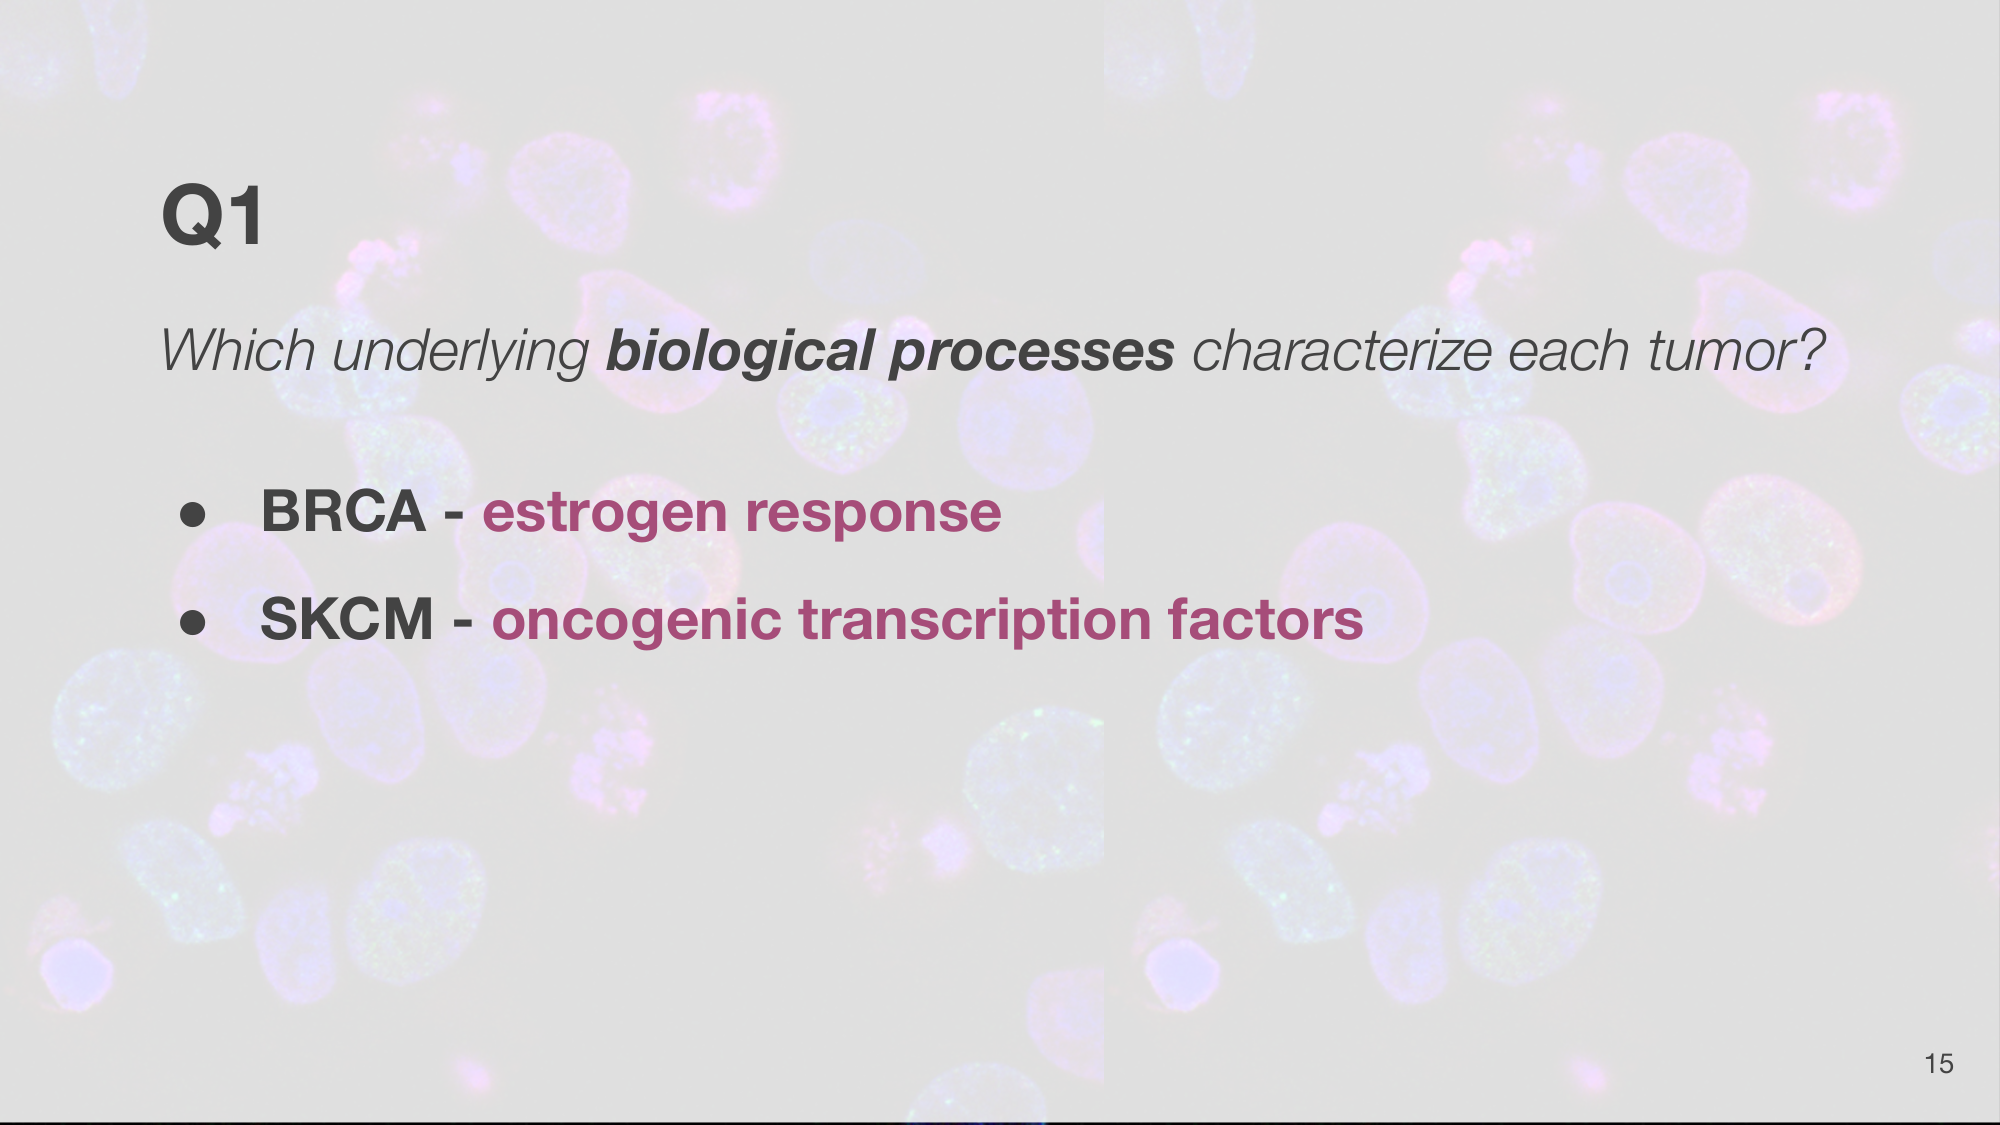 Q1
Which underlying biological processes characterize each tumor?
● BRCA - estrogen response
● SKCM - oncogenic transcription factors
15